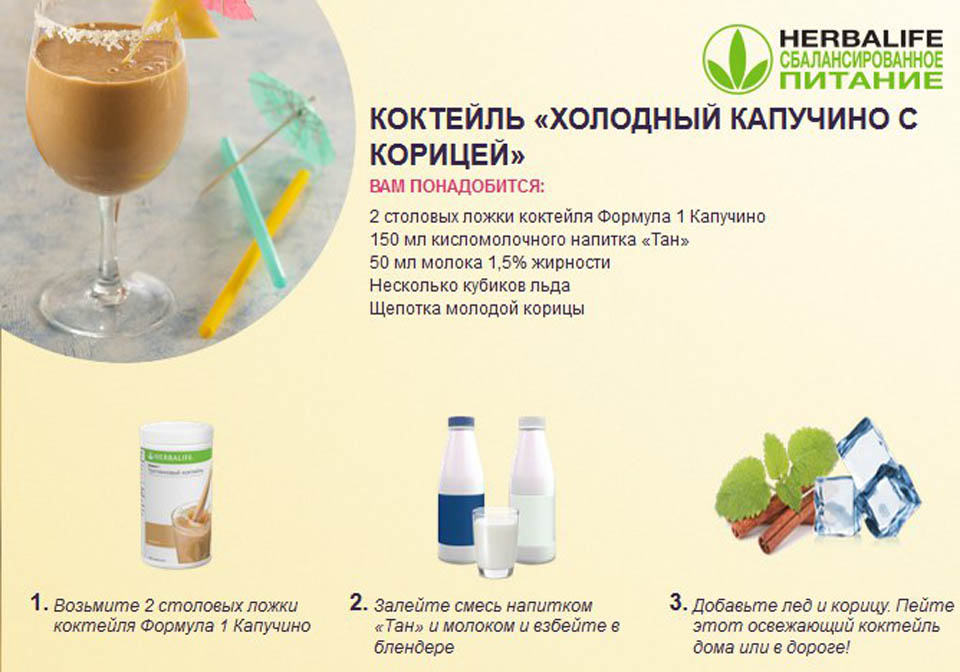 HERBALIFE
СБАЛАНСИРОВАННОЕ
ПИТАНИЕ
КОКТЕЙЛЬ «ХОЛОДНЫЙ КАПУЧИНО С
КОРИЦЕЙ»
ВАМ ПОНАДОБИТСЯ:
2 столовых ложки коктейля Формула 1 Капучино
150 мл кисломолочного напитка «Тан»
50 мл молока 1,5% жирности
Несколько кубиков льда
Щепотка молодой корицы
HERBALIFE.
1. Возьмите 2 столовых ложки
коктейля Формула 1 Капучино
2. Залейте смесь напитком
«Тан» и молоком и взбейте в
блендере
3. Добавьте лед и корицу. Пейте
этот освежающий коктейль
дома или в дороге!